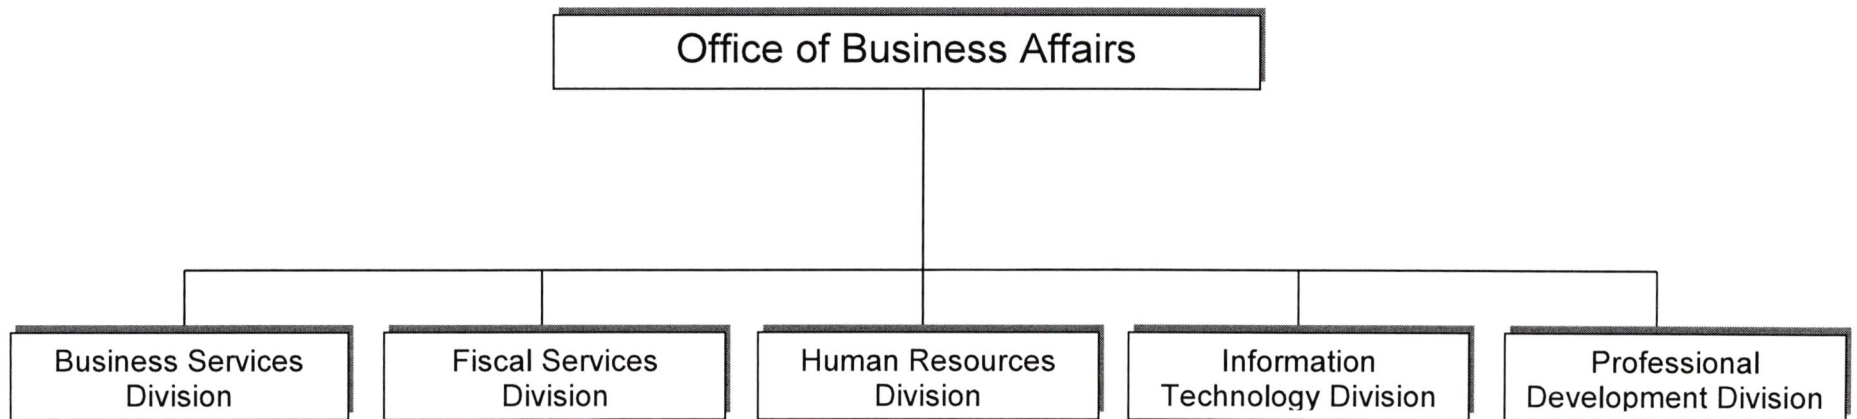 Office of Business Affairs
Business Services
Division
Fiscal Services
Division
Human Resources
Division
Information
Technology Division
Professional
Development Division